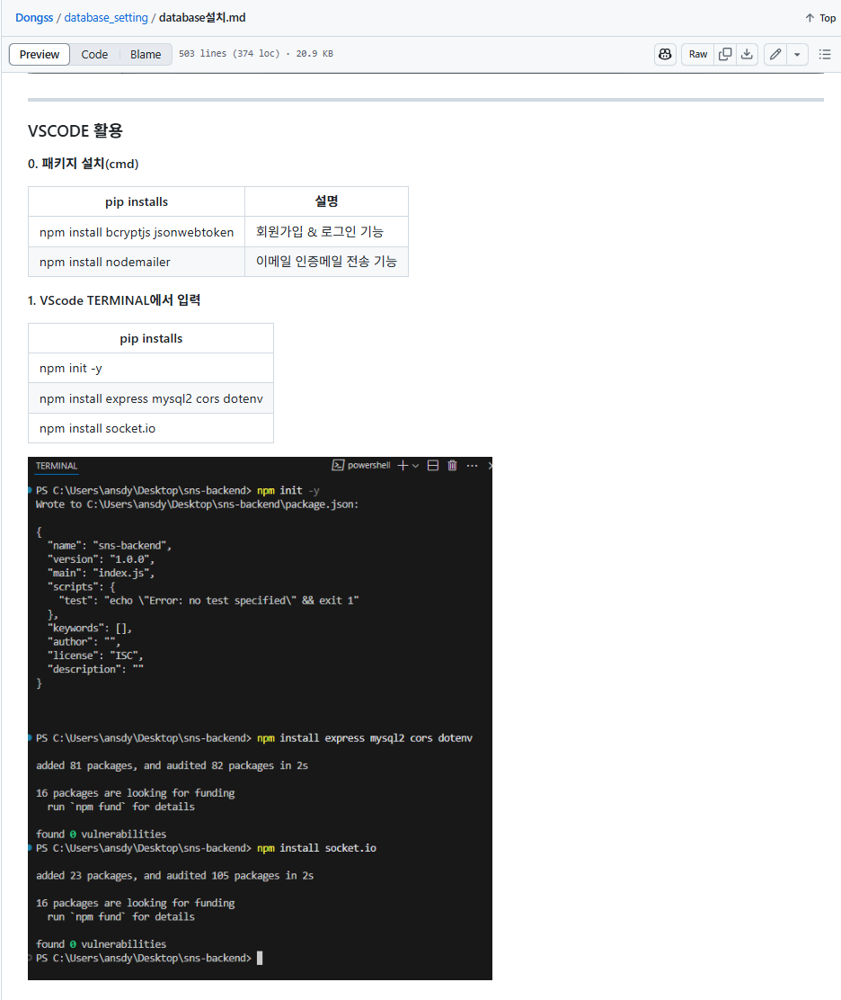 Dongss / database_setting / database설치.md
Top
Preview Code Blame 503 lines (374 loc) · 20.9 KB
Raw
VSCODE 활용
0. 패키지 설치(cmd)
pip installs 설명
npm install bcryptjs jsonwebtoken 회원가입 & 로그인 기능
npm install nodemailer 이메일 인증메일 전송 기능
1. VScode TERMINAL에서 입력
pip installs
npm init -y
npm install express mysql2 cors dotenv
npm install socket.io
TERMINAL powershell
PS C:\Users\ansdy\Desktop\sns-backend> npm init -y
Wrote to C:\Users\ansdy\Desktop\sns-backend\package.json:
{
"name": "sns-backend",
"version": "1.0.0",
"main": "index.js",
"scripts": {
"test": "echo \"Error: no test specified\" && exit 1"
},
"keywords": [],
"author": "",
"license": "ISC",
"description": ""
}
PS C:\Users\ansdy\Desktop\sns-backend> npm install express mysql2 cors dotenv
added 81 packages, and audited 82 packages in 2s
16 packages are looking for funding
run `npm fund` for details
found 0 vulnerabilities
PS C:\Users\ansdy\Desktop\sns-backend> npm install socket.io
added 23 packages, and audited 105 packages in 2s
16 packages are looking for funding
run `npm fund` for details
found 0 vulnerabilities
PS C:\Users\ansdy\Desktop\sns-backend>